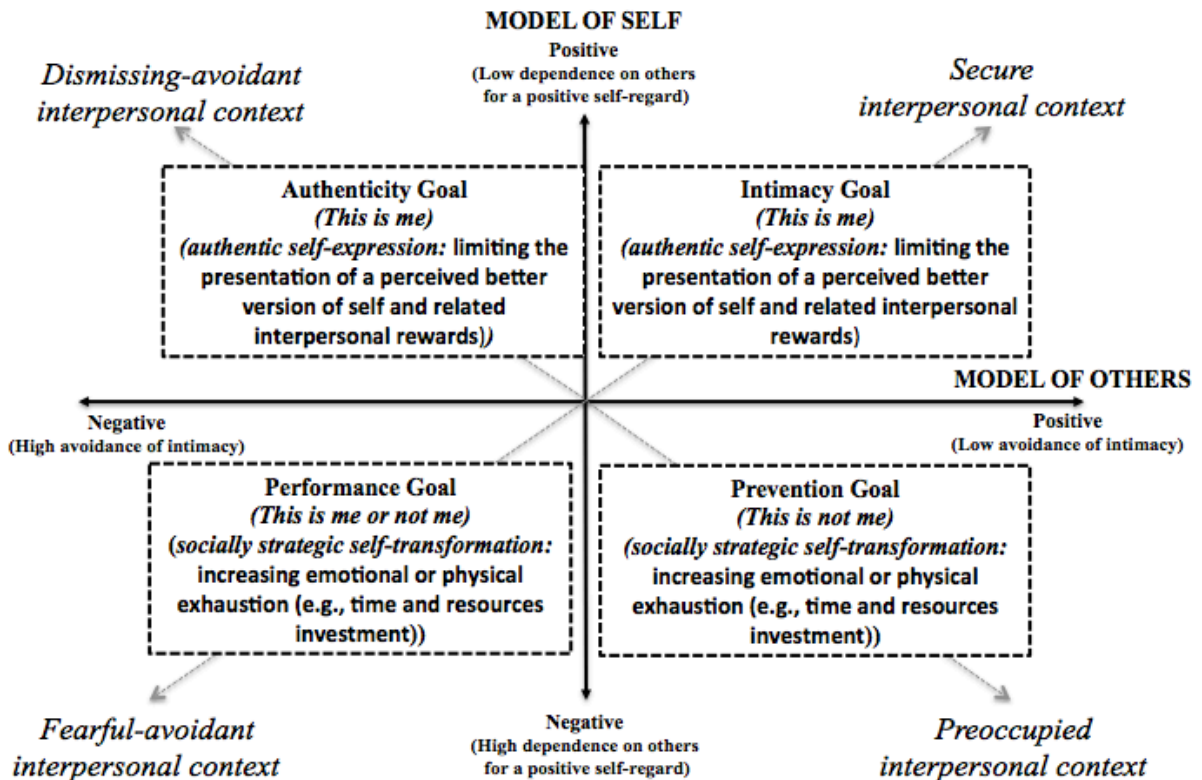 MODEL OF SELF
Positive
(Low dependence on others
for a positive self-regard)
Dismissing-avoidant
interpersonal context
Secure
interpersonal context
Authenticity Goal
(This is me)
(authentic self-expression: limiting the
presentation of a perceived better
version of self and related
interpersonal rewards))
Intimacy Goal
(This is me)
(authentic self-expression: limiting the
presentation of a perceived better
version of self and related interpersonal
rewards)
MODEL OF OTHERS
Negative
(High avoidance of intimacy)
Positive
(Low avoidance of intimacy)
Performance Goal
(This is me or not me)
(socially strategic self-transformation:
increasing emotional or physical
exhaustion (e.g., time and resources
investment))
Prevention Goal
(This is not me)
(socially strategic self-transformation:
increasing emotional or physical
exhaustion (e.g., time and resources
investment))
Fearful-avoidant
interpersonal context
Negative
(High dependence on others
for a positive self-regard)
Preoccupied
interpersonal context